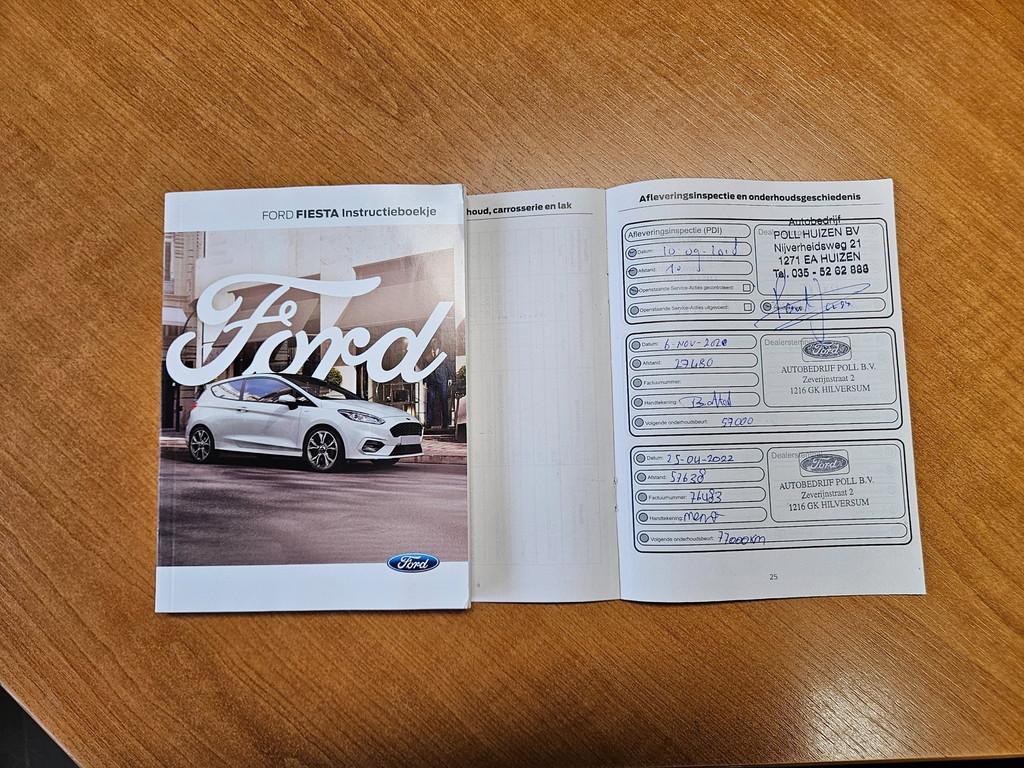 FORD FIESTA Instructieboekje
Ford
Ford
houd, carrosserie en lak
Afleveringsinspectie en onderhoudsgeschiedenis
Afleveringsinspectie (PDI)
Datum:
Afstand: 10
Openstaande Service-Acties gecontroleerd:
Openstaande Service-Acties uitgevoerd:
Autobedrijf
POLL HUIZEN BV
Nijverheidsweg 21
1271 EA HUIZEN
Tel. 035 - 52 62 888
Datum: 6-NOV-2020
Afstand: 27480
Factuurnummer:
Handtekening:
Volgende onderhoudsbeurt: 57000
Ford
AUTOBEDRIJF POLL B.V.
Zeverijnstraat 2
1216 GK HILVERSUM
Datum: 25-04-2022
Afstand: 57638
Factuurnummer: 76483
Handtekening:
Volgende onderhoudsbeurt: 77000km
Ford
AUTOBEDRIJF POLL B.V.
Zeverijnstraat 2
1216 GK HILVERSUM
25